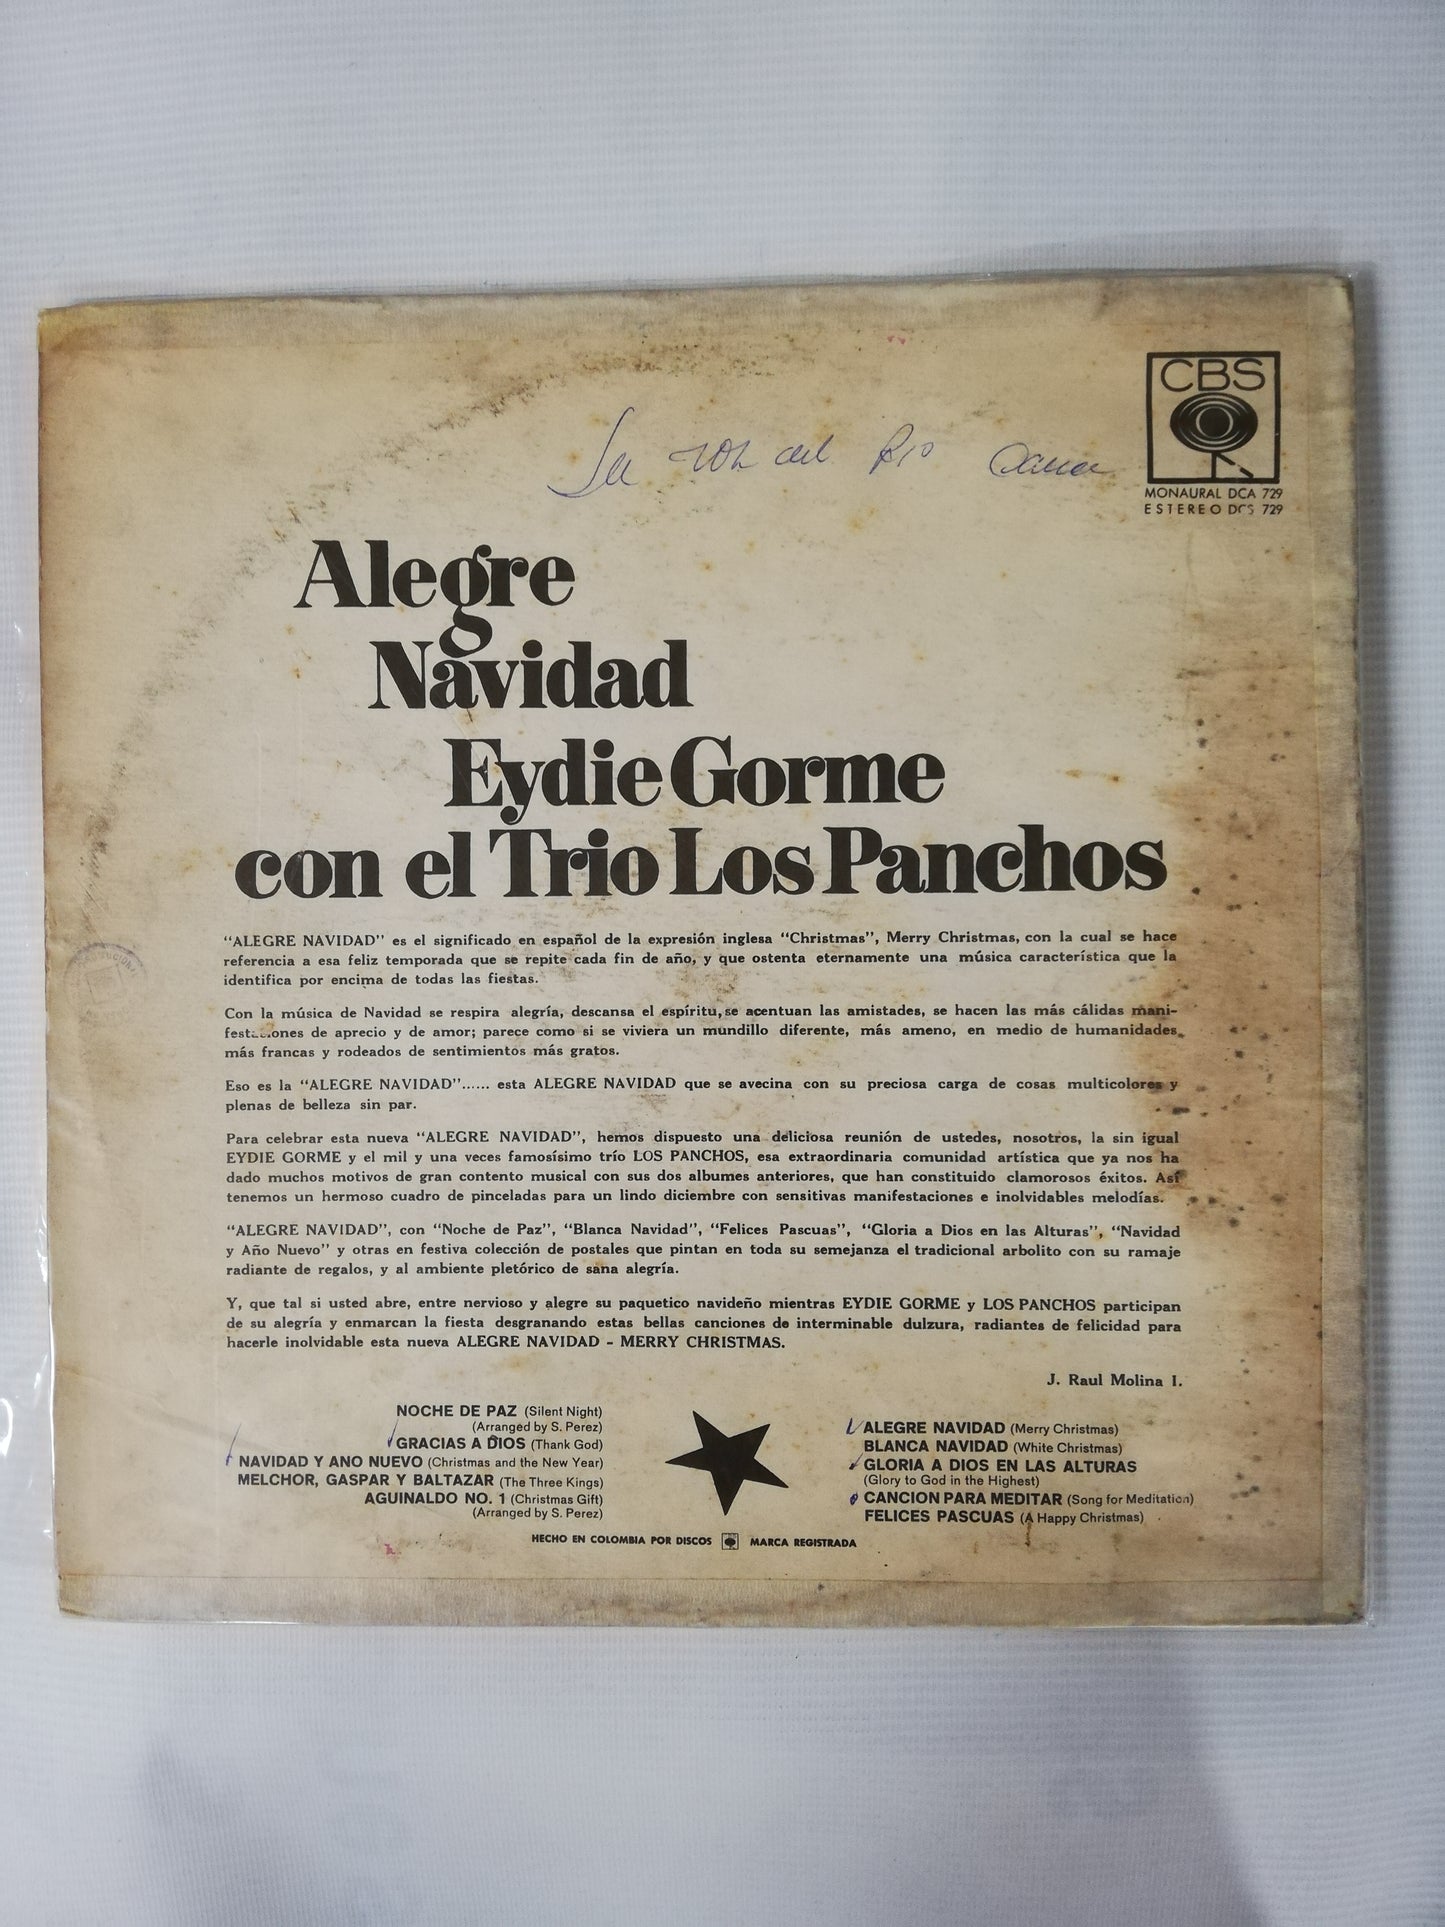 CBS
MONAURAL DCA 729
ESTEREO DCS 729
La voz del Rio
Alegre
Navidad
Eydie Gorme
con el Trio Los Panchos
"ALEGRE NAVIDAD" es el significado en español de la expresión inglesa "Christmas", Merry Christmas, con la cual se hace
referencia a esa feliz temporada que se repite cada fin de año, y que ostenta eternamente una música característica que la
identifica por encima de todas las fiestas.
Con la música de Navidad se respira alegría, descansa el espíritu, se acentuan las amistades, se hacen las más cálidas mani-
festaciones de aprecio y de amor; parece como si se viviera un mundillo diferente, más ameno, en medio de humanidades
más francas y rodeados de sentimientos más gratos.
Eso es la "ALEGRE NAVIDAD"...... esta ALEGRE NAVIDAD que se avecina con su preciosa carga de cosas multicolores y
plenas de belleza sin par.
Para celebrar esta nueva "ALEGRE NAVIDAD", hemos dispuesto una deliciosa reunión de ustedes, nosotros, la sin igual
EYDIE GORME y el mil y una veces famosísimo trío LOS PANCHOS, esa extraordinaria comunidad artística que ya nos ha
dado muchos motivos de gran contento musical con sus dos albumes anteriores, que han constituido clamorosos éxitos. Así
tenemos un hermoso cuadro de pinceladas para un lindo diciembre con sensitivas manifestaciones e inolvidables melodías.
"ALEGRE NAVIDAD", con "Noche de Paz", "Blanca Navidad", "Felices Pascuas", "Gloria a Dios en las Alturas", "Navidad
y Año Nuevo" y otras en festiva colección de postales que pintan en toda su semejanza el tradicional arbolito con su ramaje
radiante de regalos, y al ambiente pletórico de sana alegría.
Y, que tal si usted abre, entre nervioso y alegre su paquetico navideño mientras EYDIE GORME y LOS PANCHOS participan
de su alegría y enmarcan la fiesta desgranando estas bellas canciones de interminable dulzura, radiantes de felicidad para
hacerle inolvidable esta nueva ALEGRE NAVIDAD - MERRY CHRISTMAS.
J. Raul Molina I.
NOCHE DE PAZ (Silent Night)
(Arranged by S. Perez)
GRACIAS A DIOS (Thank God)
NAVIDAD Y ANO NUEVO (Christmas and the New Year)
MELCHOR, GASPAR Y BALTAZAR (The Three Kings)
AGUINALDO NO. 1 (Christmas Gift)
(Arranged by S. Perez)
ALEGRE NAVIDAD (Merry Christmas)
BLANCA NAVIDAD (White Christmas)
GLORIA A DIOS EN LAS ALTURAS
(Glory to God in the Highest)
CANCION PARA MEDITAR (Song for Meditation)
FELICES PASCUAS (A Happy Christmas)
HECHO EN COLOMBIA POR DISCOS MARCA REGISTRADA